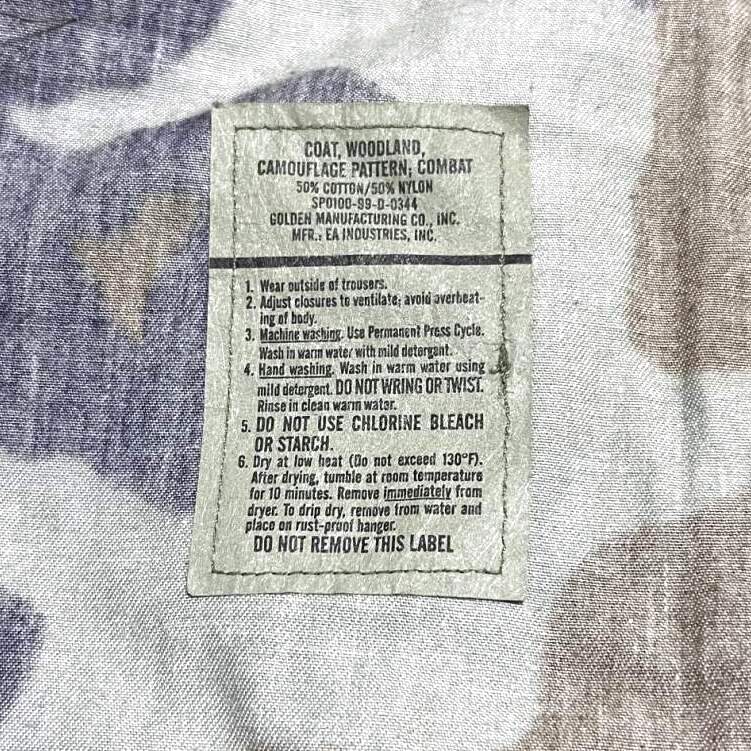 COAT, WOODLAND,
CAMOUFLAGE PATTERN; COMBAT
50% COTTON/50% NYLON
SPO100-99-D-0344
GOLDEN MANUFACTURING CO., INC.
MFR.: EA INDUSTRIES, INC.
1. Wear outside of trousers.
2. Adjust closures to ventilate; avoid overheat-
ing of body.
3. Machine washing. Use Permanent Press Cycle.
Wash in warm water with mild detergent.
4. Hand washing. Wash in warm water using
mild detergent. DO NOT WRING OR TWIST.
Rinse in clean warm water.
5. DO NOT USE CHLORINE BLEACH
OR STARCH.
6. Dry at low heat (Do not exceed 130°F).
After drying, tumble at room temperature
for 10 minutes. Remove immediately from
dryer. To drip dry, remove from water and
place on rust-proof hanger.
DO NOT REMOVE THIS LABEL